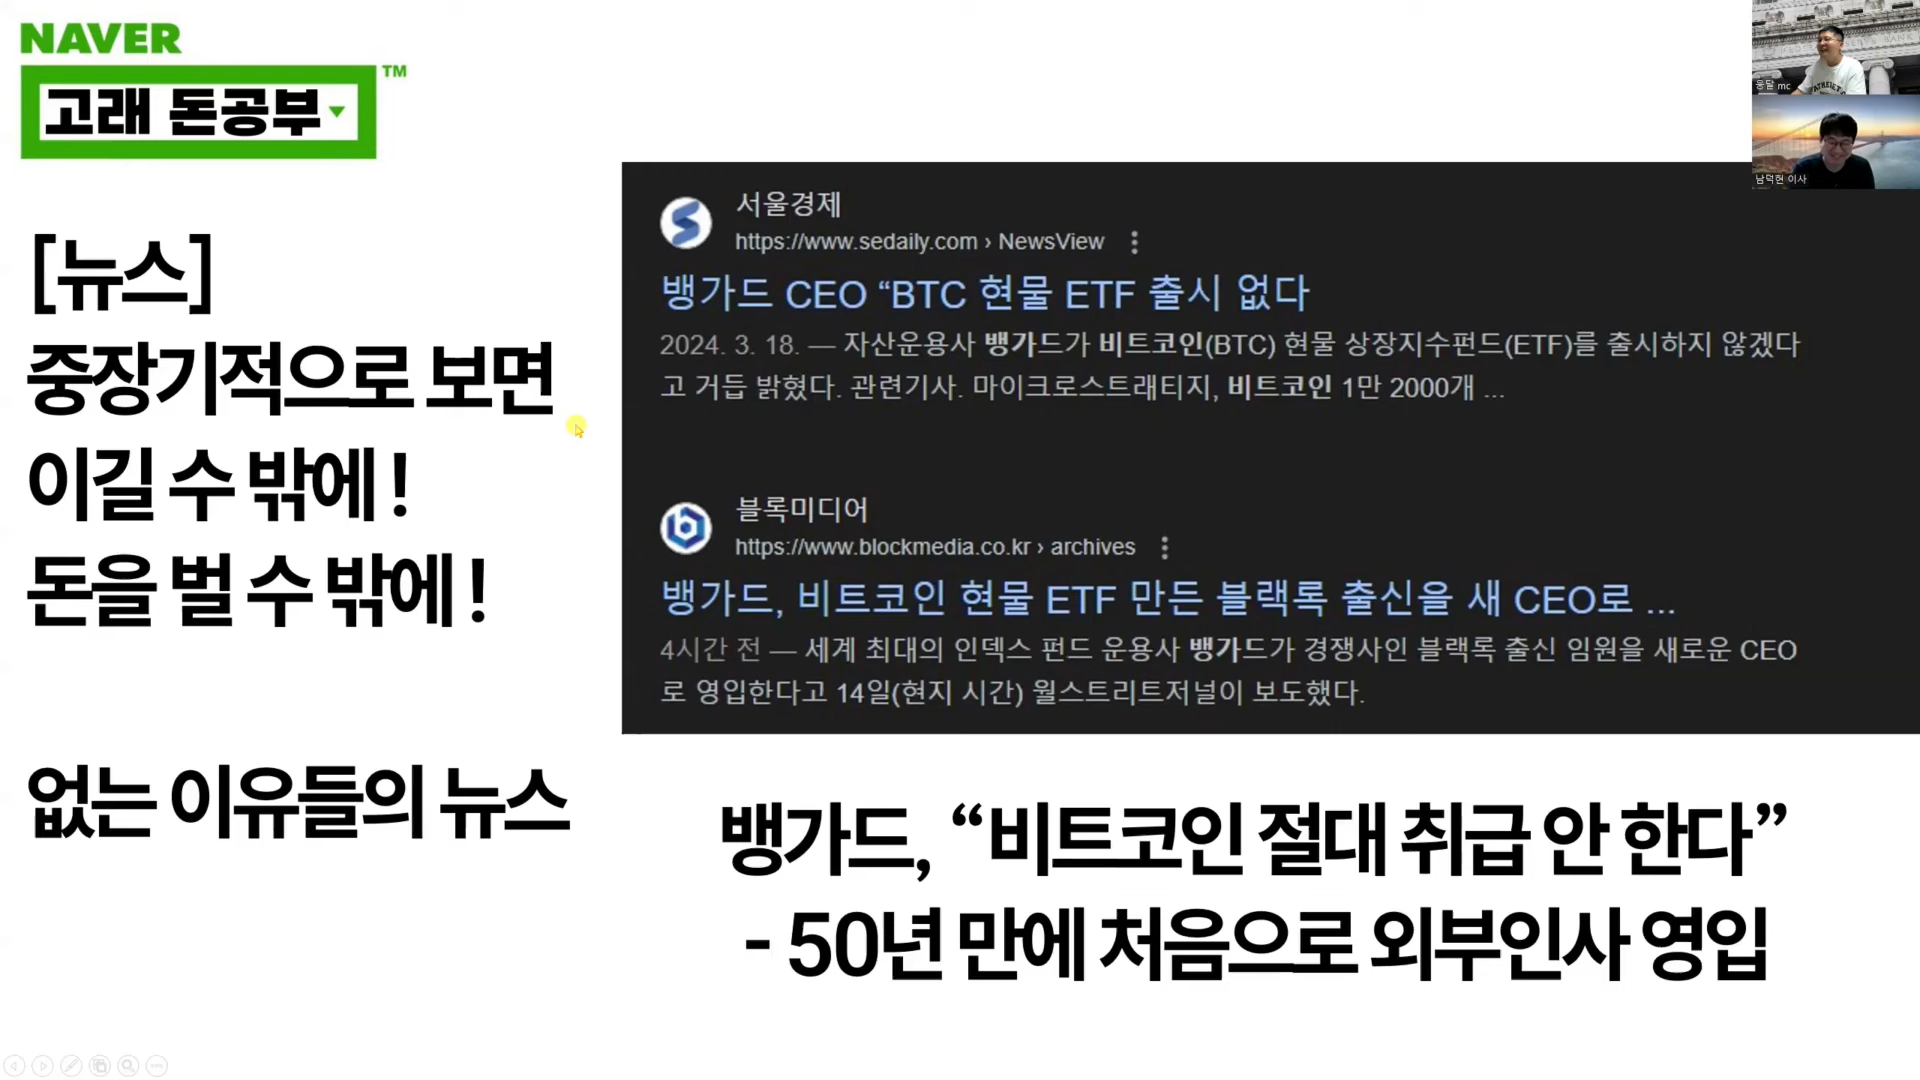 NAVER
고래 돈공부
TM
웅달 mc
남덕현 이사
[뉴스]
중장기적으로 보면
이길 수 밖에 !
돈을 벌 수 밖에 !
없는 이유들의 뉴스
서울경제
https://www.sedaily.com › NewsView
뱅가드 CEO “BTC 현물 ETF 출시 없다
2024. 3. 18. — 자산운용사 뱅가드가 비트코인(BTC) 현물 상장지수펀드(ETF)를 출시하지 않겠다
고 거듭 밝혔다. 관련기사. 마이크로스트래티지, 비트코인 1만 2000개 ...
블록미디어
https://www.blockmedia.co.kr › archives
뱅가드, 비트코인 현물 ETF 만든 블랙록 출신을 새 CEO로 ...
4시간 전 — 세계 최대의 인덱스 펀드 운용사 뱅가드가 경쟁사인 블랙록 출신 임원을 새로운 CEO
로 영입한다고 14일(현지 시간) 월스트리트저널이 보도했다.
뱅가드, “비트코인 절대 취급 안 한다”
- 50년 만에 처음으로 외부인사 영입